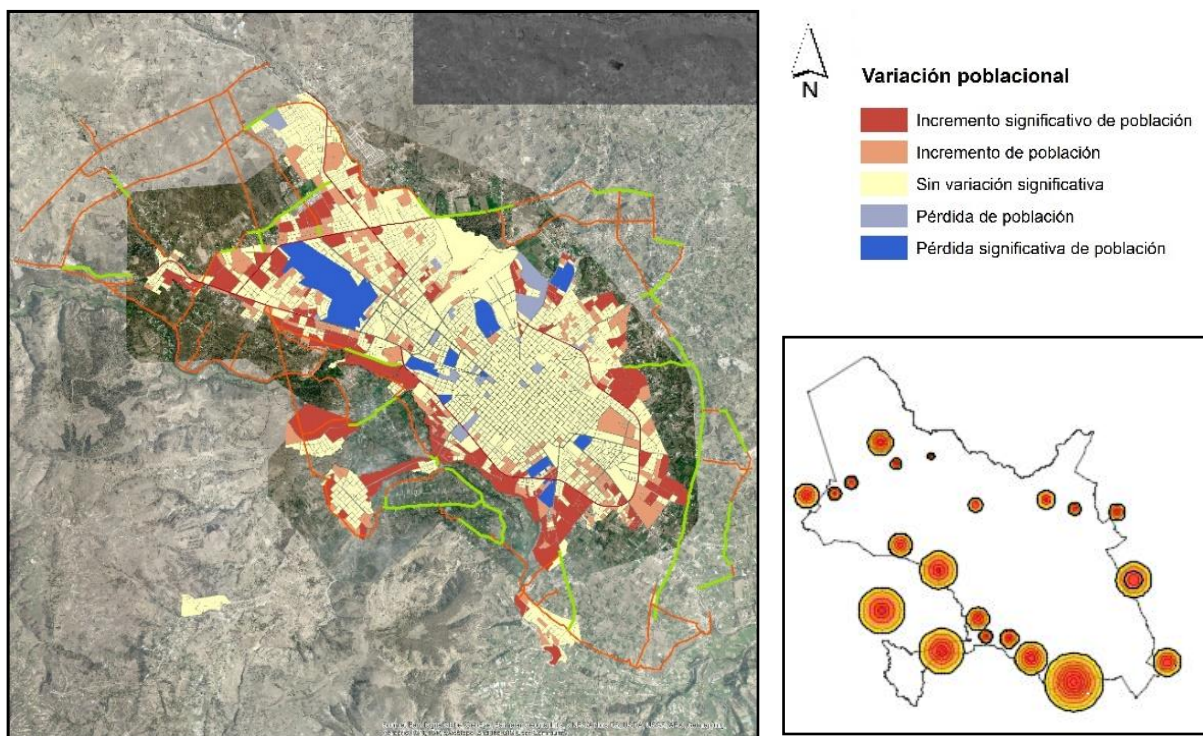 N
Variación poblacional
Incremento significativo de población
Incremento de población
Sin variación significativa
Pérdida de población
Pérdida significativa de población